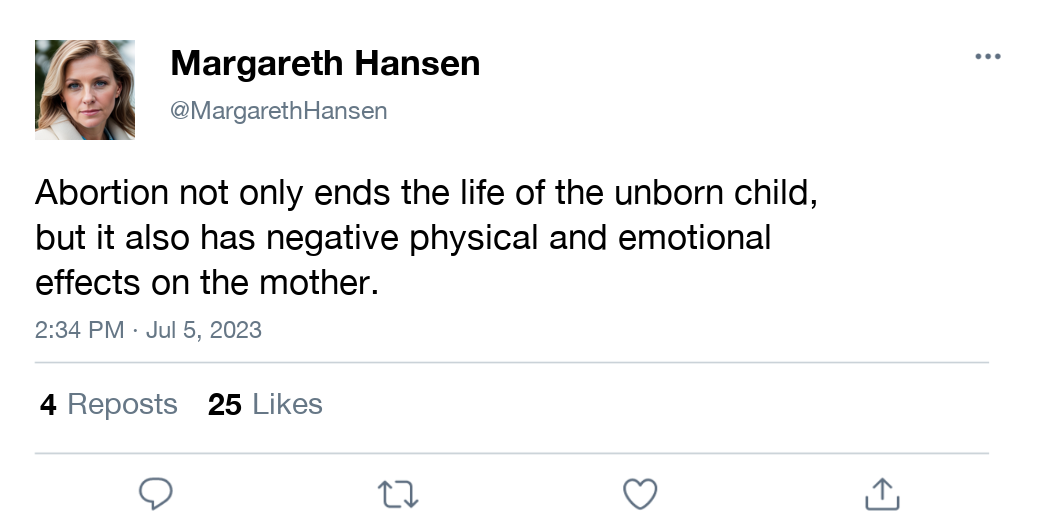 Margareth Hansen
@MargarethHansen
Abortion not only ends the life of the unborn child,
but it also has negative physical and emotional
effects on the mother.
2:34 PM · Jul 5, 2023
4 Reposts 25 Likes